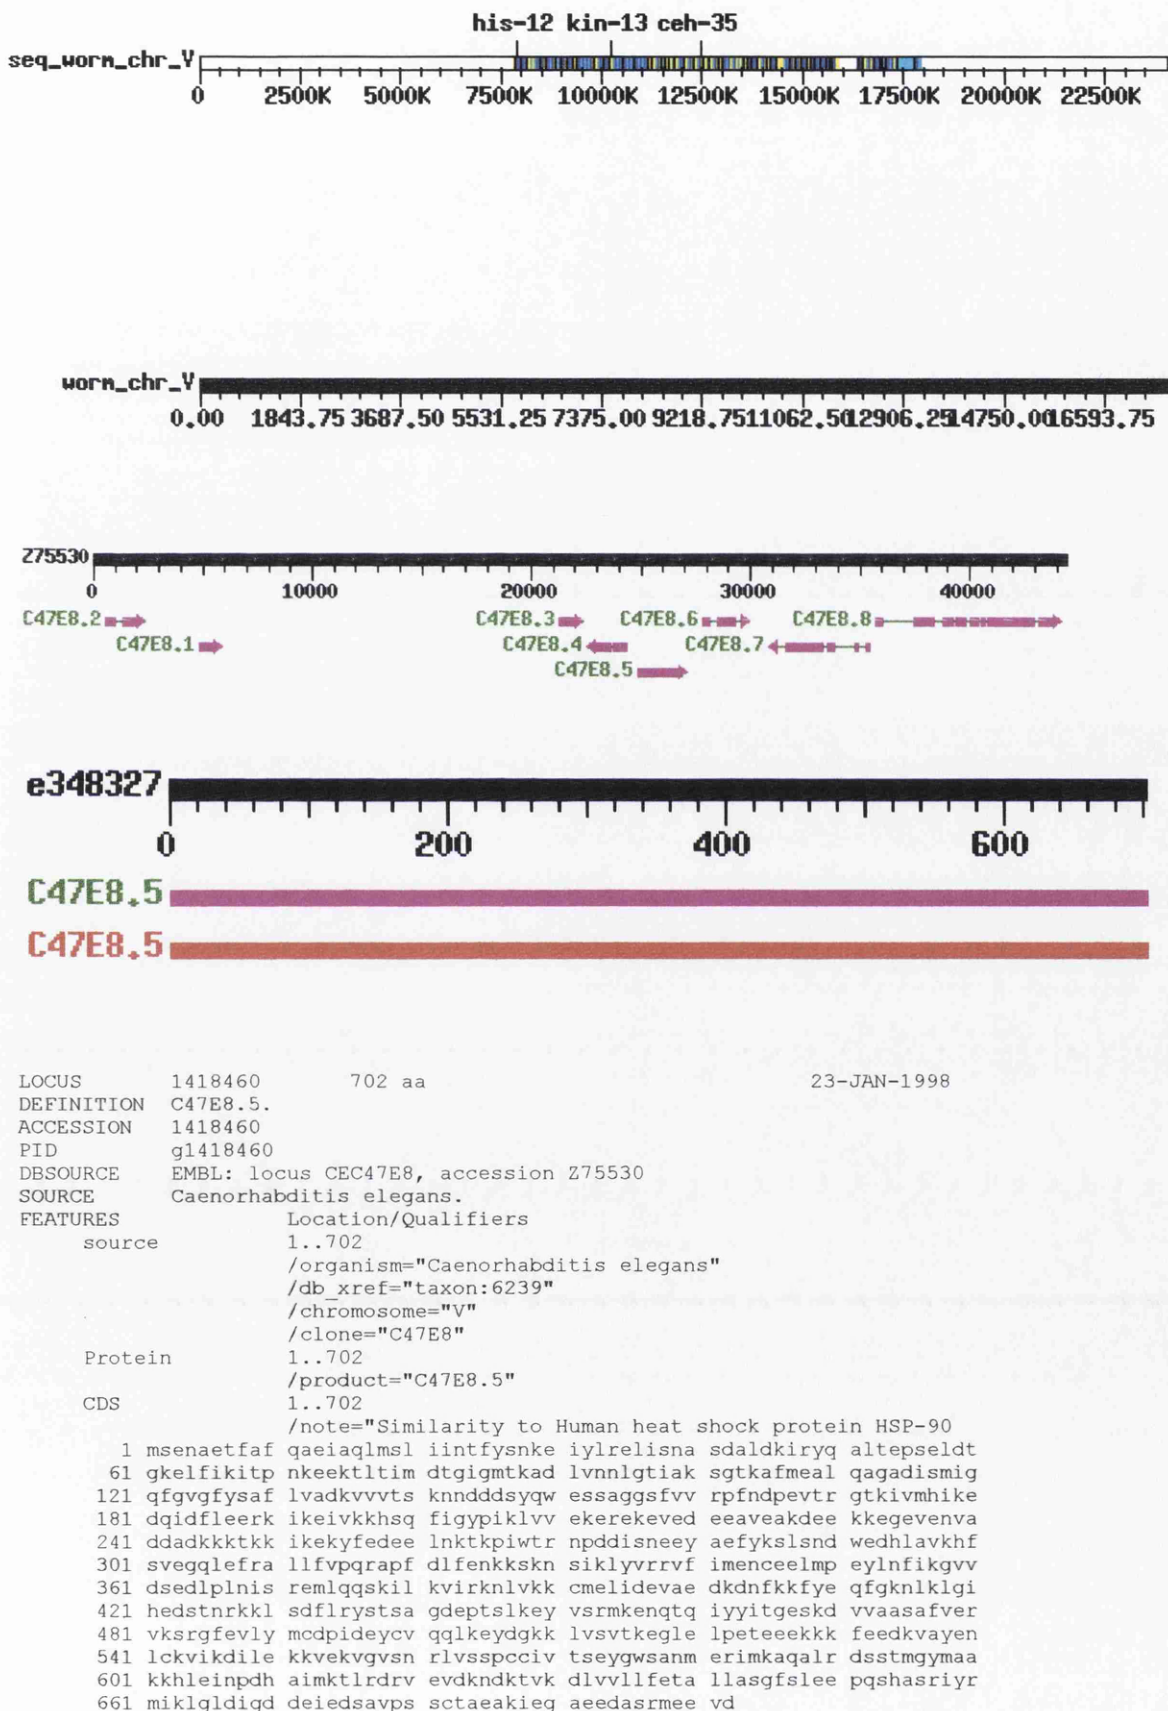 his-12 kin-13 ceh-35
seq_worm_chr_V
0 2500K 5000K 7500K 10000K 12500K 15000K 17500K 20000K 22500K
worm_chr_V
0.00 1843.75 3687.50 5531.25 7375.00 9218.75 11062.50 12906.25 14750.00 16593.75
Z75530
0 10000 20000 30000 40000
C47E8.2 C47E8.3 C47E8.6 C47E8.8
C47E8.1 C47E8.4 C47E8.7
C47E8.5
e348327
0 200 400 600
C47E8.5
C47E8.5
LOCUS 1418460 702 aa 23-JAN-1998
DEFINITION C47E8.5.
ACCESSION 1418460
PID g1418460
DBSOURCE EMBL: locus CEC47E8, accession Z75530
SOURCE Caenorhabditis elegans.
FEATURES Location/Qualifiers
source 1..702
/organism="Caenorhabditis elegans"
/db_xref="taxon:6239"
/chromosome="V"
/clone="C47E8"
Protein 1..702
/product="C47E8.5"
CDS 1..702
/note="Similarity to Human heat shock protein HSP-90
1 msenaetfaf qaeiaqlmsl iintfysnke iylrelisna sdaldkiryq altepseldt
61 gkelfikitp nkeektltim dtgigmtkad lvnnlgtiak sgtkafmeal qagadismig
121 qfgvgfysaf lvadkvvvts knndddsyqw essaggsfvv rpfndpevtr gtkivmhike
181 dqidfleerk ikeivkkhsq figypiklvv ekerekeved eeaveakdee kkegevenva
241 ddadkkktkk ikekyfedee lnktkpiwtr npddisneey aefykslsnd wedhlavkhf
301 svegqlefra llfvpqrapf dlfenkkskn siklyvrrvf imenceelmp eylnfikgvv
361 dsedlplnis remlqqskil kvirknlvkk cmelidevae dkdnfkkfye qfgknlklgi
421 hedstnrkkl sdflrystsa gdeptslkey vsrmkenqtq iyyitgeskd vvaasafver
481 vksrgfevly mcdpideycv qqlkeydgkk lvsvtkegle lpeteeekkk feedkvayen
541 lckvikdile kkvekvgvsn rlvsspcciv tseygwsanm erimkaqalr dsstmgymaa
601 kkhleinpdh aimktlrdrv evdkndktvk dlvvllfeta llasgfslee pqshasriyr
661 miklgldigd deiedsavps sctaeakieg aeedasrmee vd